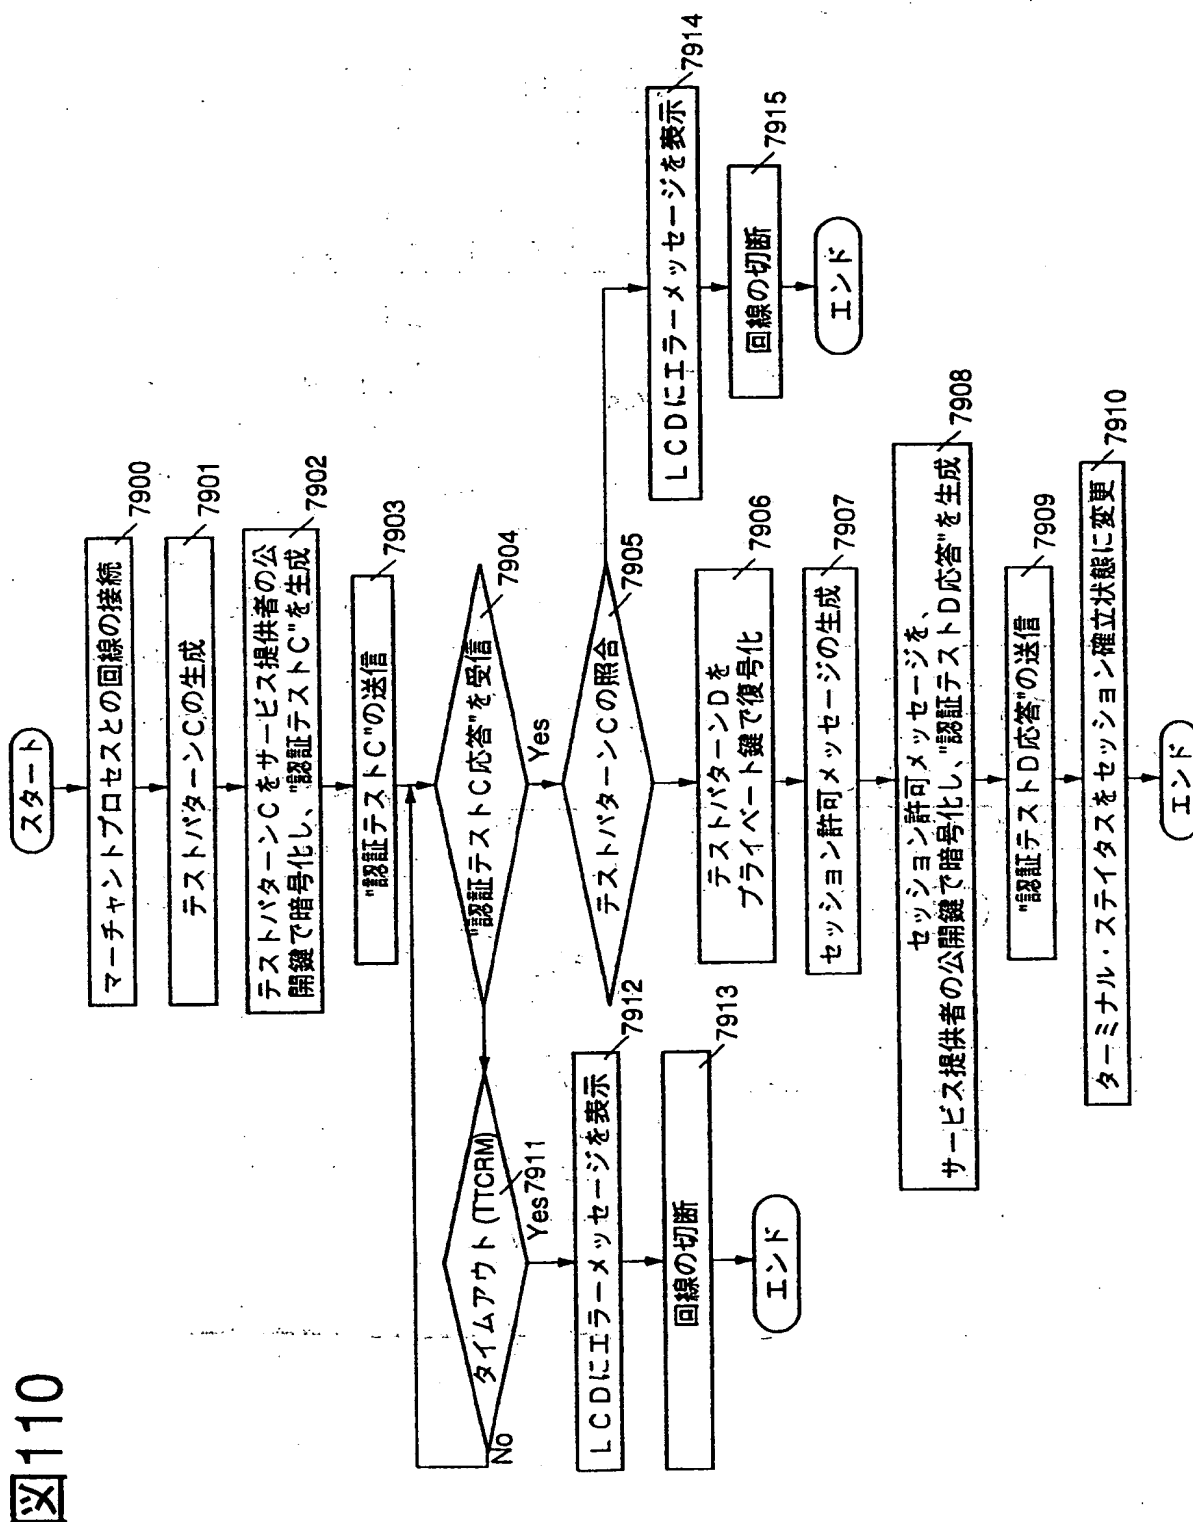 図110
スタート
マーチャントプロセスとの回線の接続
7900
テストパターンCの生成
7901
テストパターンCをサービス提供者の公
開鍵で暗号化し、"認証テストC"を生成
7902
"認証テストC"の送信
7903
"認証テストC応答"を受信
7904
Yes
タイムアウト(TTCRM)
7911
Yes
No
LCDにエラーメッセージを表示
7912
回線の切断
7913
エンド
テストパターンCの照合
7905
LCDにエラーメッセージを表示
7914
回線の切断
7915
エンド
テストパターンDを
プライベート鍵で復号化
7906
セッション許可メッセージの生成
7907
セッション許可メッセージを、
サービス提供者の公開鍵で暗号化し、"認証テストD応答"を生成
7908
"認証テストD応答"の送信
7909
ターミナル・ステイタスをセッション確立状態に変更
7910
エンド